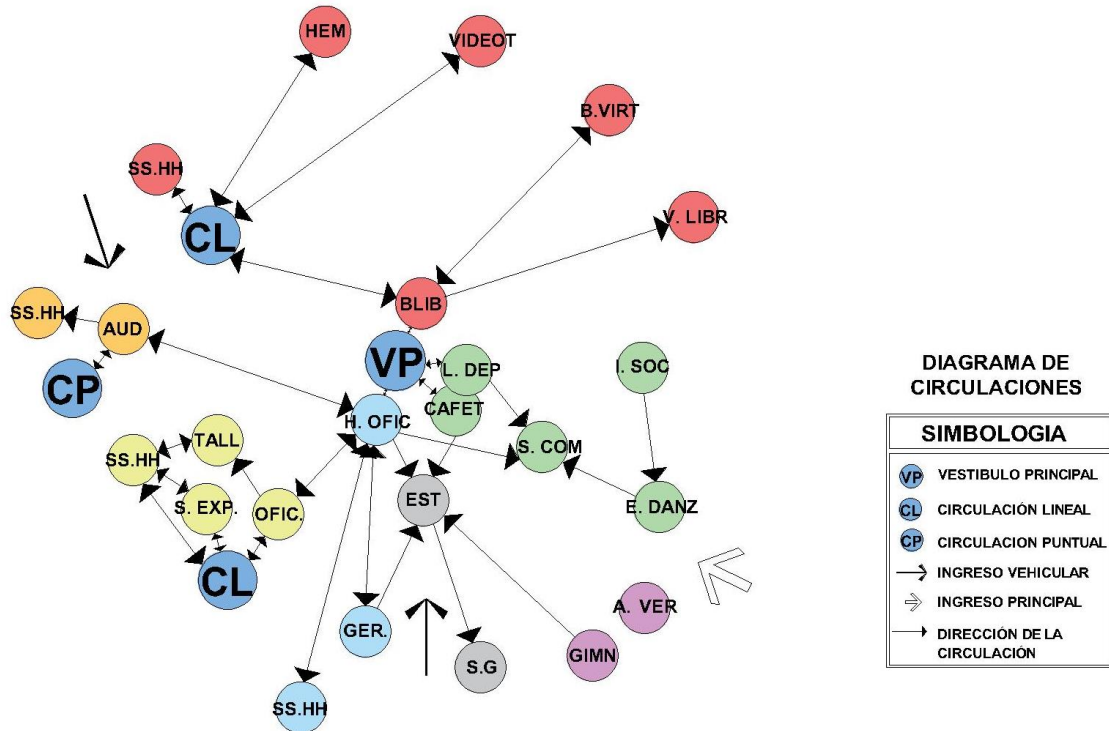 HEM
VIDEOT
B.VIRT
SS.HH
V. LIBR
CL
BLIB
SS.HH
AUD
VP
L. DEP
I. SOC
CP
CAFET
H. OFIC
TALL
S. COM
SS.HH
EST
S. EXP.
OFIC.
E. DANZ
CL
A. VER
GER.
GIMN
S.G
SS.HH
DIAGRAMA DE
CIRCULACIONES
SIMBOLOGIA
VP VESTIBULO PRINCIPAL
CL CIRCULACIÓN LINEAL
CP CIRCULACION PUNTUAL
INGRESO VEHICULAR
INGRESO PRINCIPAL
DIRECCIÓN DE LA
CIRCULACIÓN